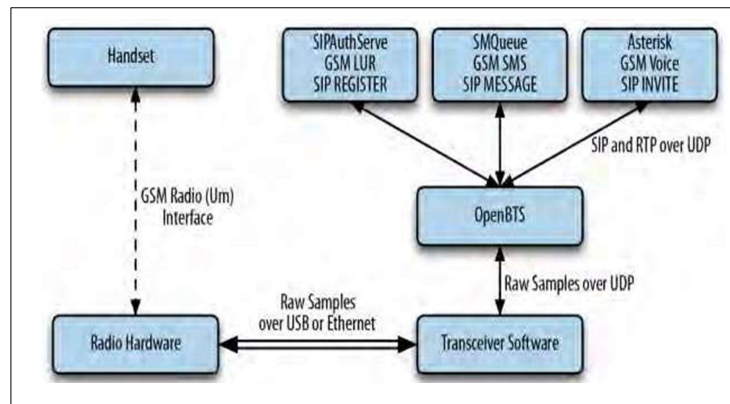 Handset
SIPAuthServe
GSM LUR
SIP REGISTER
SMQueue
GSM SMS
SIP MESSAGE
Asterisk
GSM Voice
SIP INVITE
SIP and RTP over UDP
GSM Radio (Um)
Interface
OpenBTS
Raw Samples over UDP
Raw Samples
over USB or Ethernet
Radio Hardware
Transceiver Software